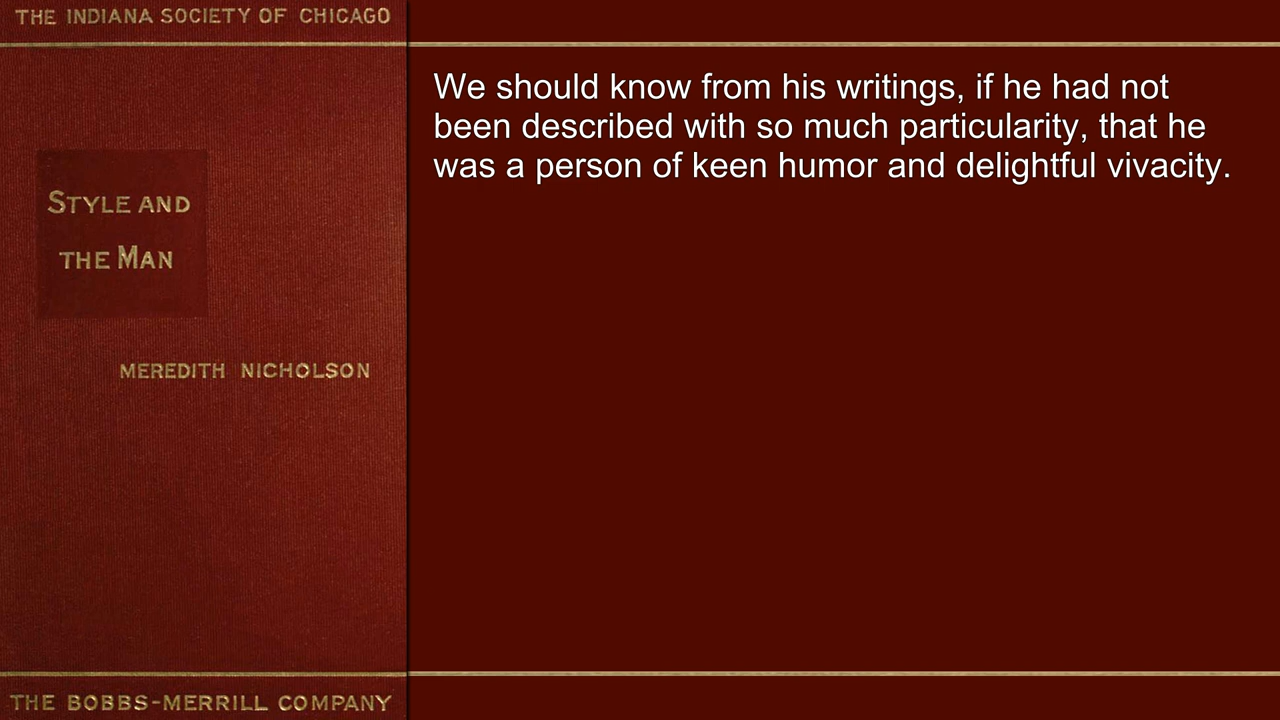 THE INDIANA SOCIETY OF CHICAGO
STYLE AND
THE MAN
MEREDITH NICHOLSON
THE BOBBS-MERRILL COMPANY
We should know from his writings, if he had not
been described with so much particularity, that he
was a person of keen humor and delightful vivacity.